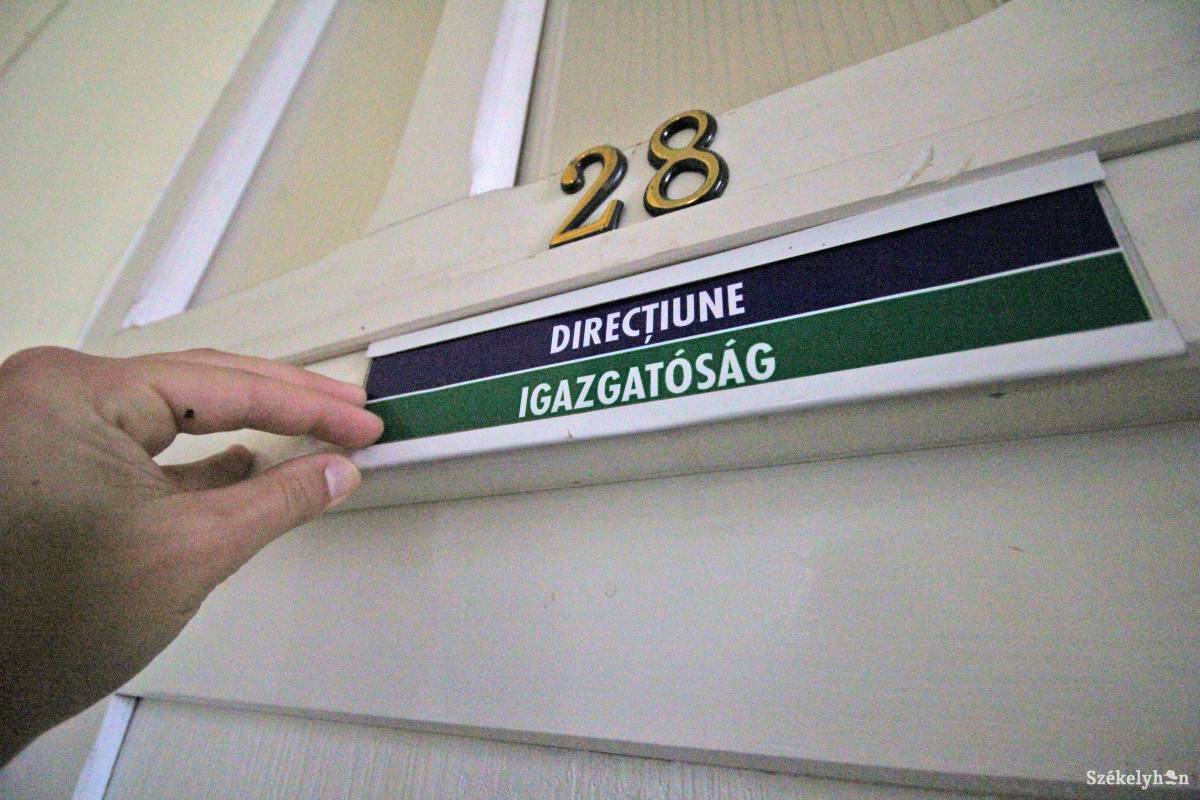 28
DIRECȚIUNE
IGAZGATÓSÁG
Székelyhon